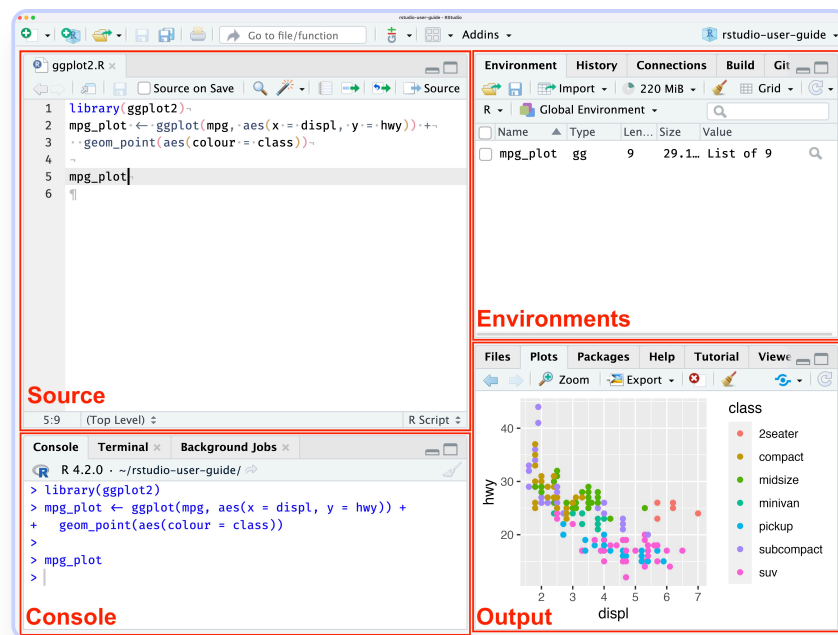 rstudio-user-guide - RStudio
Go to file/function
Addins
rstudio-user-guide
ggplot2.R
Source on Save
Source
1 library(ggplot2)¬
2 mpg_plot·←·ggplot(mpg,·aes(x·=·displ,·y·=·hwy))·+¬
3 ··geom_point(aes(colour·=·class))¬
4 ¬
5 mpg_plot¬
6 ¶
Source
5:9 (Top Level) R Script
Environment History Connections Build Git
Import 220 MiB Grid
R Global Environment
Name Type Len... Size Value
mpg_plot gg 9 29.1… List of 9
Environments
Console Terminal Background Jobs
R 4.2.0 · ~/rstudio-user-guide/
> library(ggplot2)
> mpg_plot ← ggplot(mpg, aes(x = displ, y = hwy)) +
+   geom_point(aes(colour = class))
>
> mpg_plot
>
Console
Files Plots Packages Help Tutorial Viewe
Zoom Export
class
2seater
compact
midsize
minivan
pickup
subcompact
suv
40
30
20
hwy
2 3 4 5 6 7
displ
Output